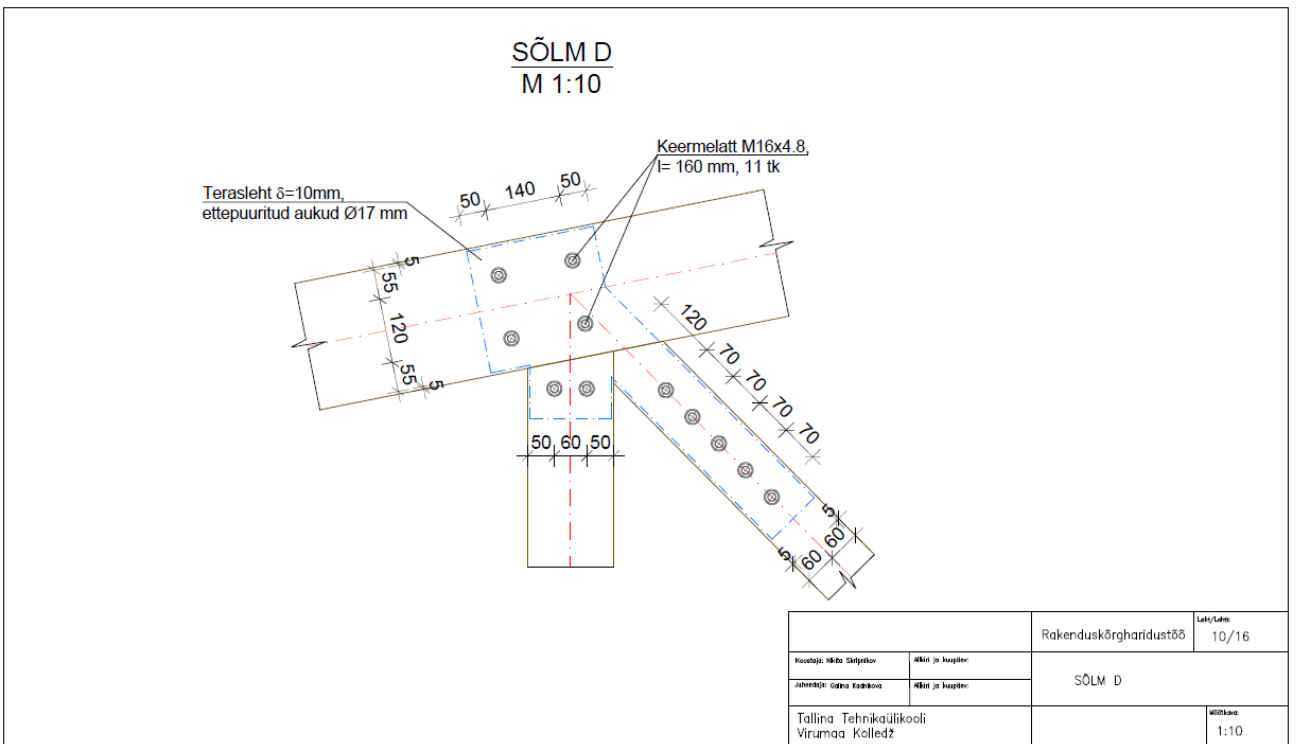 SÕLM D
M 1:10
Keermelatt M16x4.8,
l= 160 mm, 11 tk
Terasleht δ=10mm,
ettepuuritud aukud Ø17 mm
50 140 50
5
55
120
55
5
120
70
70
70
70
50 60 50
5
60
5
60
Rakenduskõrgharidustöö
Leht/Lehte:
10/16
Koostaja: Nikita Skripnikov
Allkiri ja kuupäev:
Juhendaja: Galina Kadnikova
Allkiri ja kuupäev:
SÕLM D
Tallina Tehnikaülikooli
Virumaa Kolledž
Mõõtkava:
1:10